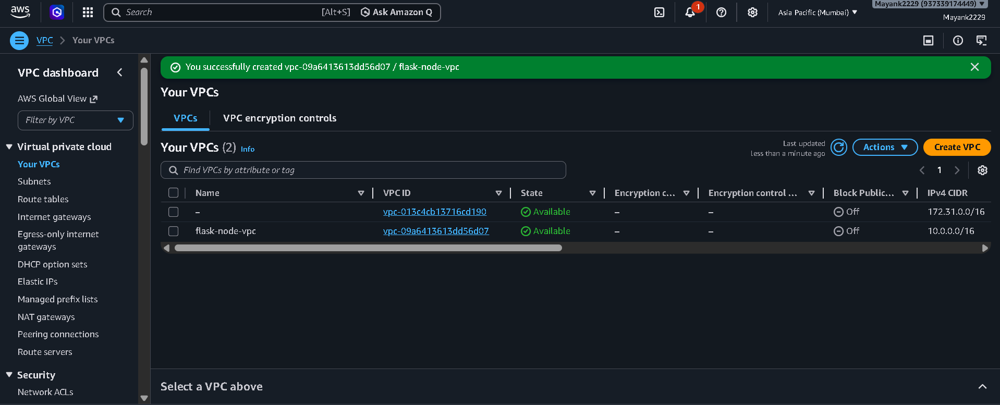 aws
Search [Alt+S] Ask Amazon Q
1
Asia Pacific (Mumbai) ▼
Mayank2229 (937339174449) ▼
Mayank2229
VPC > Your VPCs
VPC dashboard
AWS Global View
Filter by VPC
Virtual private cloud
Your VPCs
Subnets
Route tables
Internet gateways
Egress-only internet
gateways
DHCP option sets
Elastic IPs
Managed prefix lists
NAT gateways
Peering connections
Route servers
Security
Network ACLs
You successfully created vpc-09a6413613dd56d07 / flask-node-vpc
Your VPCs
VPCs VPC encryption controls
Your VPCs (2) Info
Last updated
less than a minute ago
Actions Create VPC
Find VPCs by attribute or tag
1
Name VPC ID State Encryption c... Encryption control ... Block Public... IPv4 CIDR
– vpc-013c4cb13716cd190 Available – – Off 172.31.0.0/16
flask-node-vpc vpc-09a6413613dd56d07 Available – – Off 10.0.0.0/16
Select a VPC above